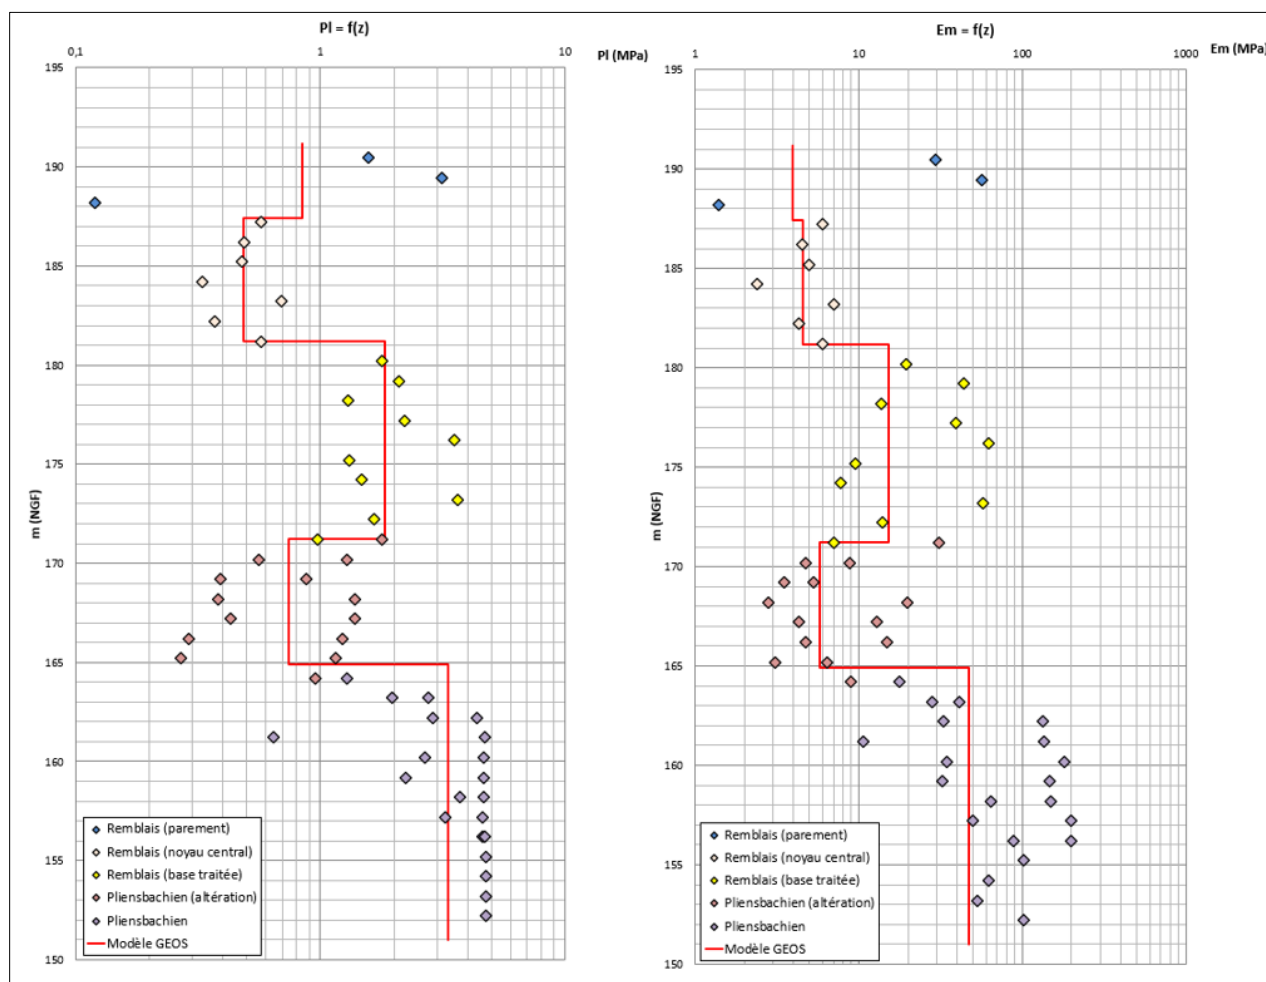 Pl = f(z)
0,1
1
10
Pl (MPa)
195
190
185
180
175
170
165
160
155
150
m (NGF)
Remblais (parement)
Remblais (noyau central)
Remblais (base traitée)
Pliensbachien (altération)
Pliensbachien
Modèle GEOS
Em = f(z)
1
10
100
1000
Em (MPa)
195
190
185
180
175
170
165
160
155
150
m (NGF)
Remblais (parement)
Remblais (noyau central)
Remblais (base traitée)
Pliensbachien (altération)
Pliensbachien
Modèle GEOS